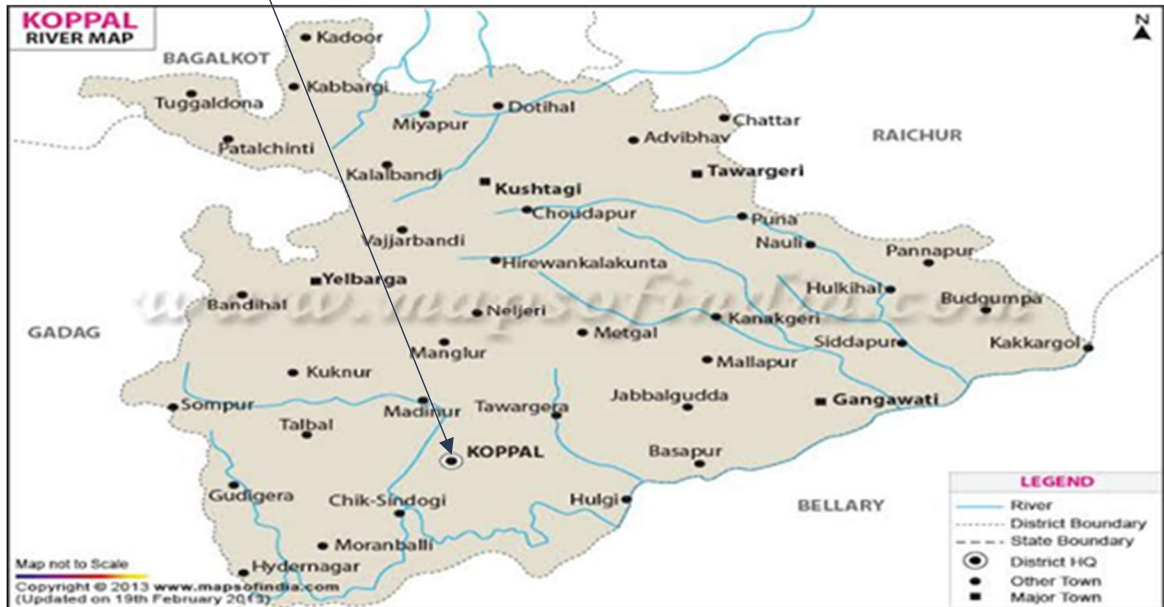 KOPPAL
RIVER MAP
N
BAGALKOT
Kadoor
Kabbargi
Tuggaldona
Patalchinti
Miyapur
Dotihal
Chattar
Advibhav
RAICHUR
Kalalbandi
Kushtagi
Tawargeri
Choudapur
Puna
Vajjarbandi
Nauli
Pannapur
Hirewankalakunta
Yelbarga
Bandihal
Hulkihal
Budgumpa
www.mapsofindia.com
Neljeri
Kanakgeri
GADAG
Metgal
Siddapur
Kakkargol
Manglur
Mallapur
Kuknur
Sompur
Madinur
Tawargera
Jabbalgudda
Gangawati
Talbal
KOPPAL
Basapur
Gudigera
Chik-Sindogi
Hulgi
BELLARY
Moranballi
Hydernagar
LEGEND
River
District Boundary
State Boundary
District HQ
Other Town
Major Town
Map not to Scale
Copyright © 2013 www.mapsofindia.com
(Updated on 19th February 2013)